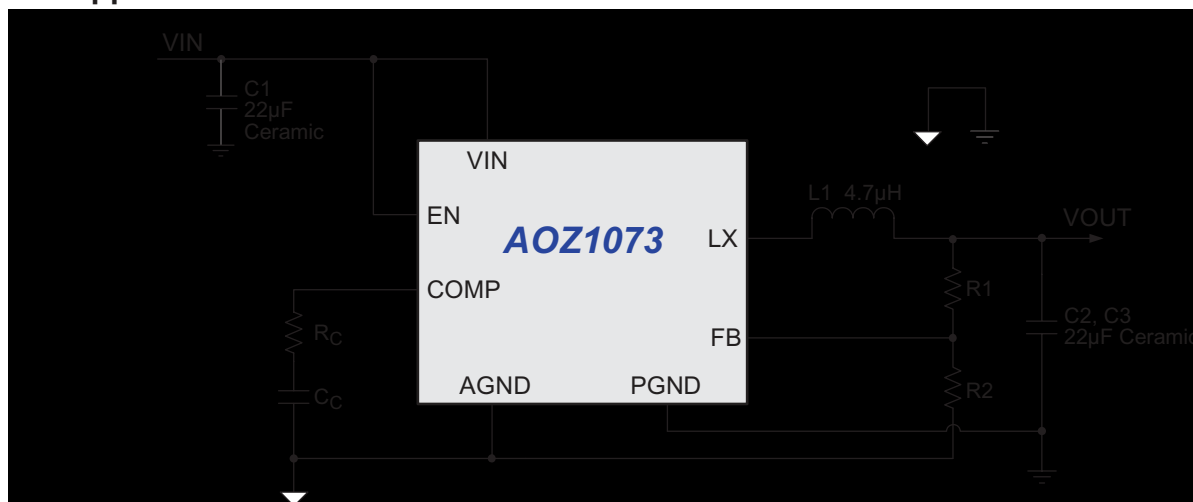 VIN
C1
22µF
Ceramic
VIN
EN
L1 4.7µH
VOUT
AOZ1073
LX
COMP
R1
RC
C2, C3
22µF Ceramic
FB
AGND
PGND
R2
CC